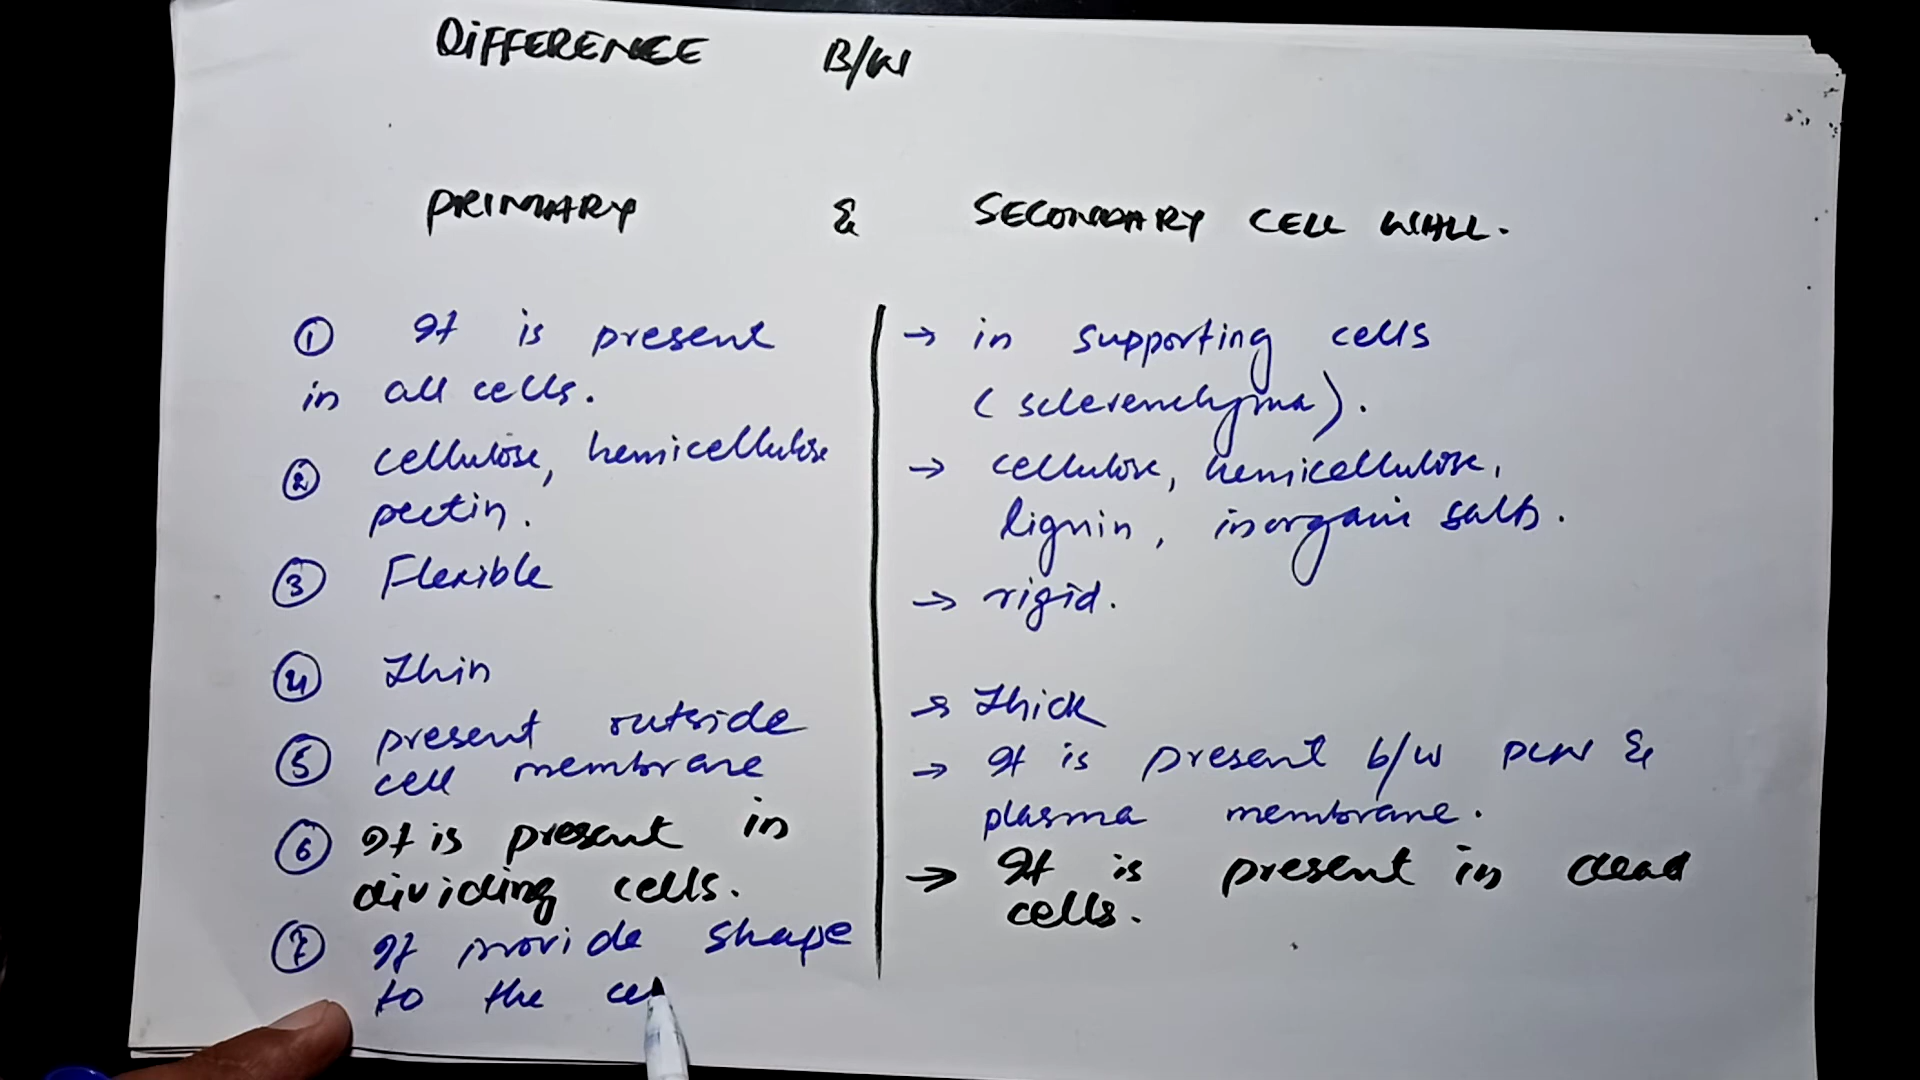 DIFFERENCE B/W
PRIMARY & SECONDARY CELL WALL.
① It is present
in all cells.
② cellulose, hemicellulose
pectin.
③ Flexible
④ Thin
⑤ present outside
cell membrane
⑥ It is present in
dividing cells.
⑦ It provide shape
to the ce
→ in supporting cells
(sclerenchyma).
→ cellulose, hemicellulose,
lignin, inorganic salts.
→ rigid.
→ Thick
→ It is present b/w PCW &
plasma membrane.
→ It is present in dead
cells.